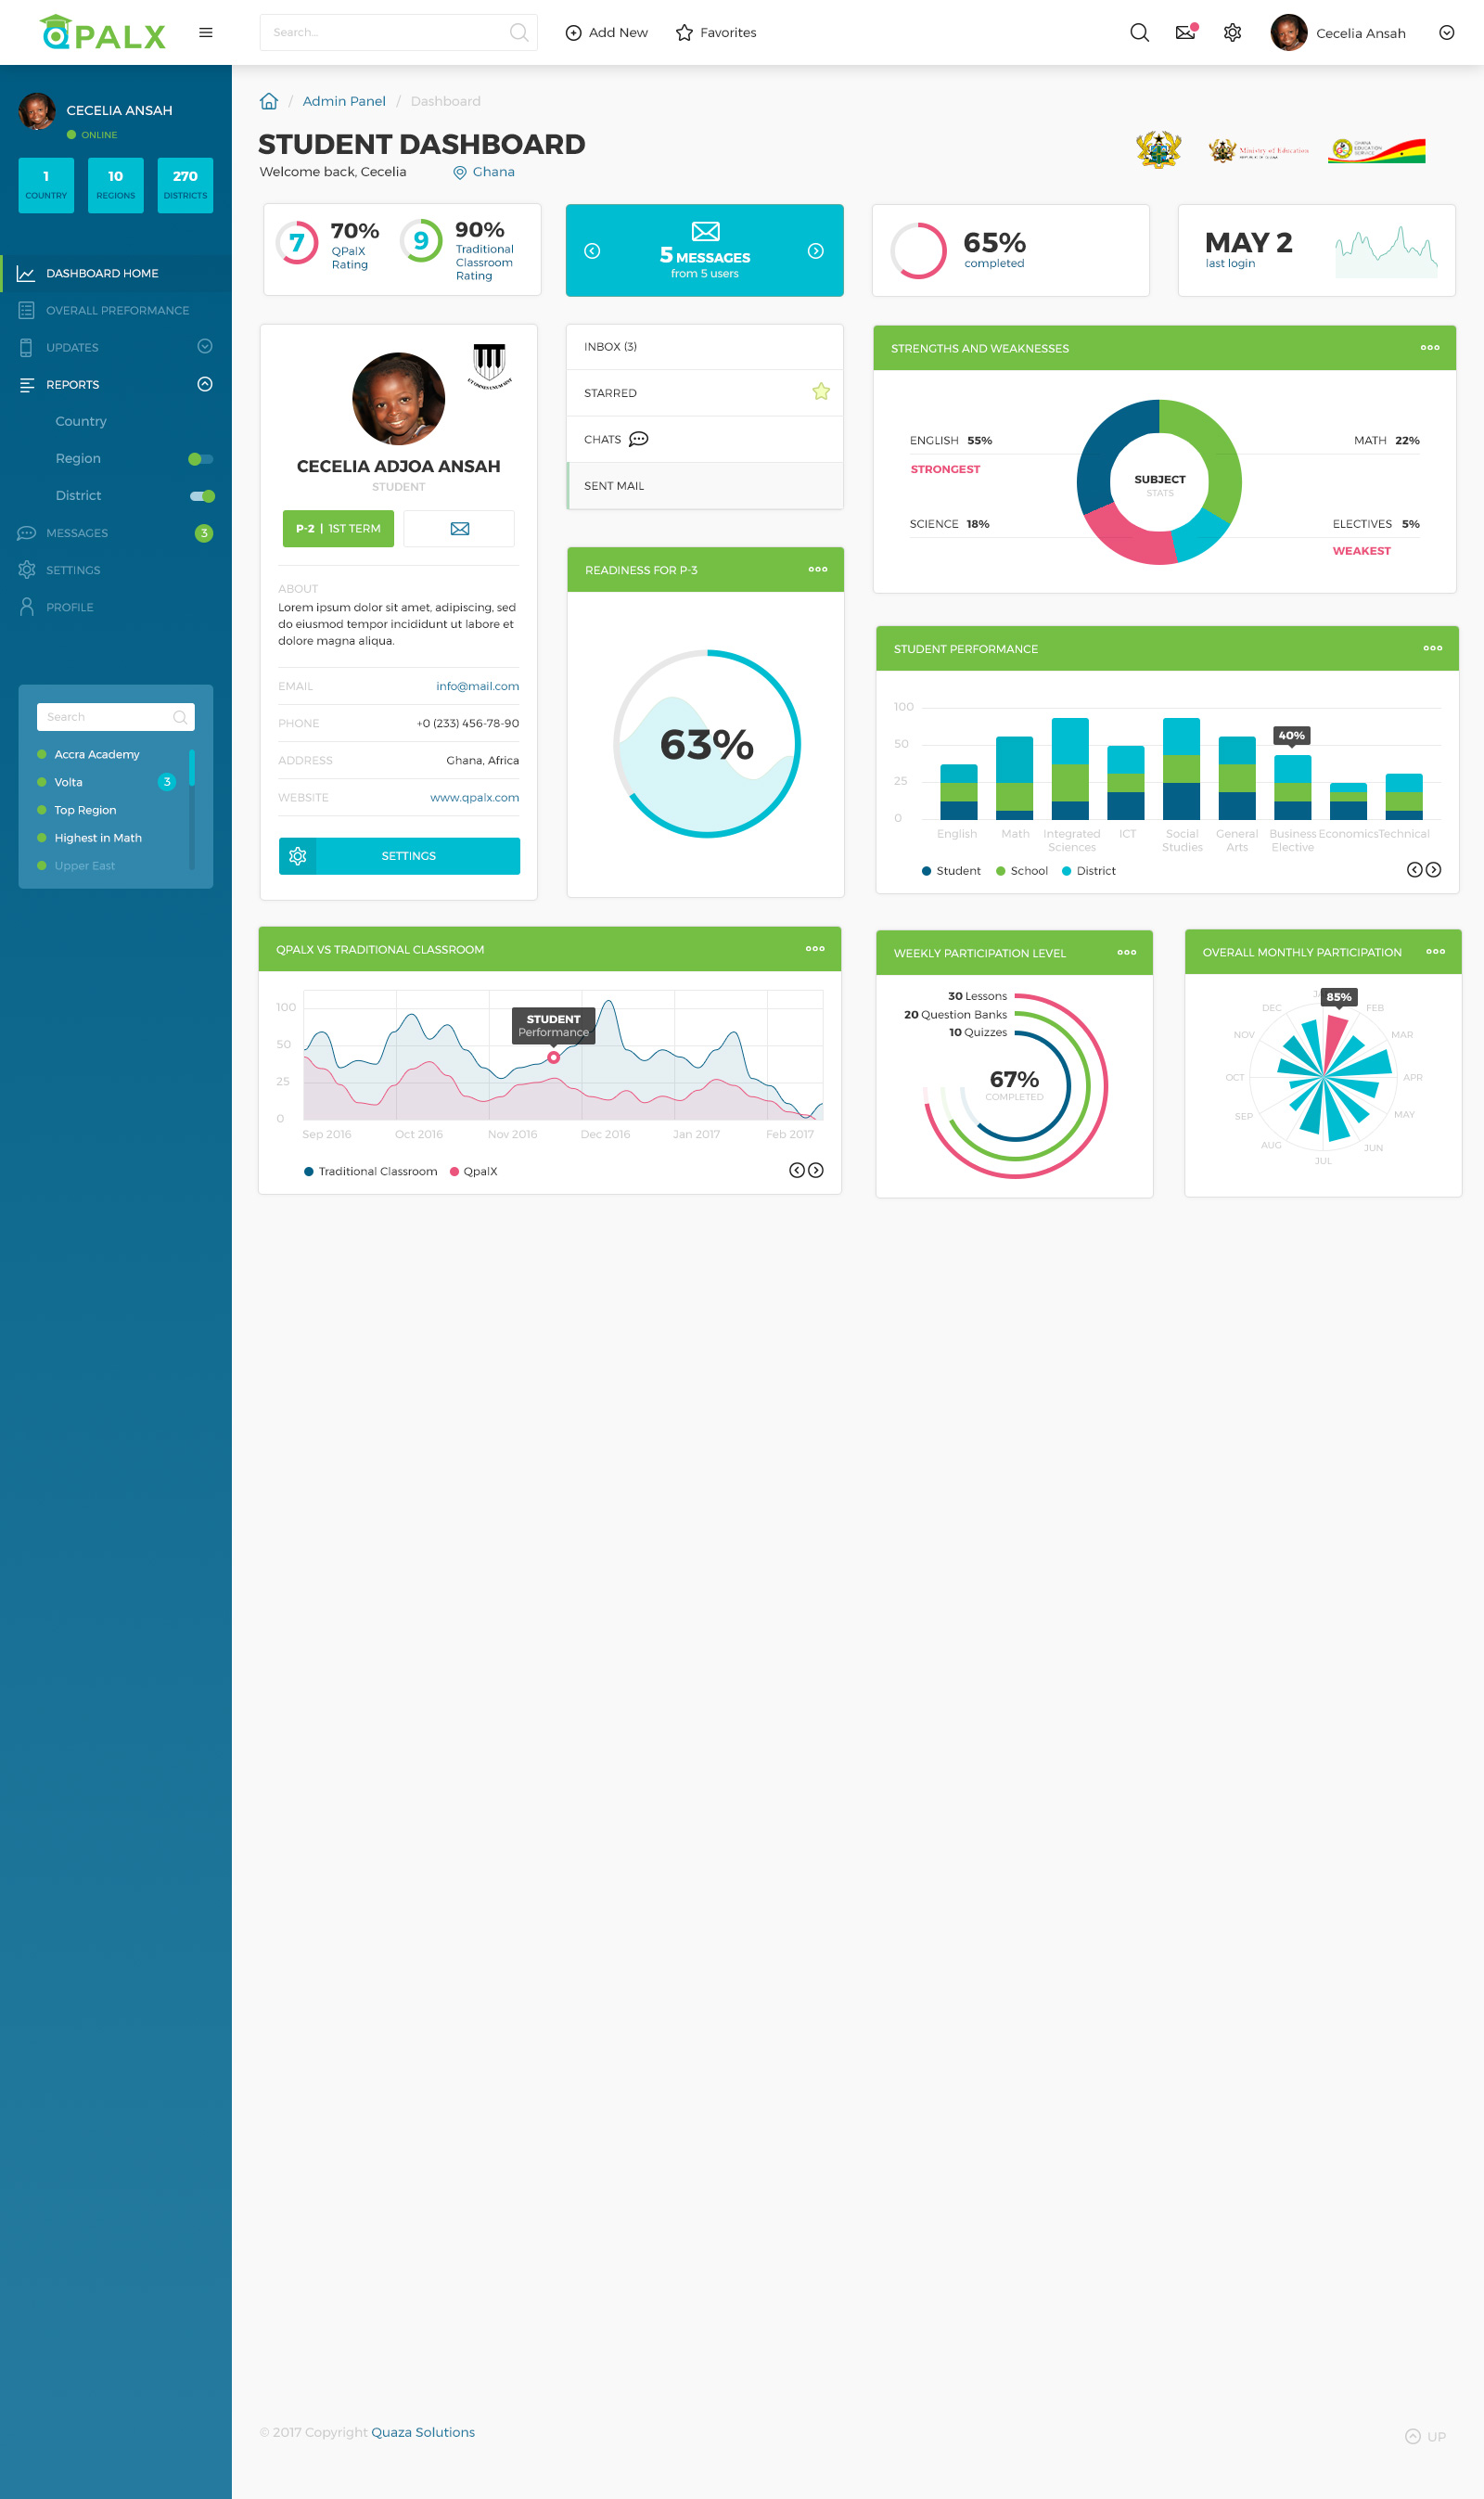 QPALX
Search...
Add New
Favorites
Cecelia Ansah
CECELIA ANSAH
ONLINE
1
COUNTRY
10
REGIONS
270
DISTRICTS
DASHBOARD HOME
OVERALL PREFORMANCE
UPDATES
REPORTS
Country
Region
District
MESSAGES
3
SETTINGS
PROFILE
Search
Accra Academy
Volta
3
Top Region
Highest in Math
Upper East
/ Admin Panel / Dashboard
STUDENT DASHBOARD
Welcome back, Cecelia
Ghana
Ministry of Education
GHANA
EDUCATION
SERVICE
7
70%
QPalX
Rating
9
90%
Traditional
Classroom
Rating
5 MESSAGES
from 5 users
65%
completed
MAY 2
last login
CECELIA ADJOA ANSAH
STUDENT
P-2 | 1ST TERM
ABOUT
Lorem ipsum dolor sit amet, adipiscing, sed
do eiusmod tempor incididunt ut labore et
dolore magna aliqua.
EMAIL info@mail.com
PHONE +0 (233) 456-78-90
ADDRESS Ghana, Africa
WEBSITE www.qpalx.com
SETTINGS
INBOX (3)
STARRED
CHATS
SENT MAIL
READINESS FOR P-3
63%
STRENGTHS AND WEAKNESSES
ENGLISH 55%
STRONGEST
MATH 22%
SUBJECT
STATS
SCIENCE 18%
ELECTIVES 5%
WEAKEST
STUDENT PERFORMANCE
100
50
25
0
40%
English
Math
Integrated
Sciences
ICT
Social
Studies
General
Arts
Business
Elective
Economics
Technical
Student
School
District
QPALX VS TRADITIONAL CLASSROOM
100
50
25
0
STUDENT
Performance
Sep 2016
Oct 2016
Nov 2016
Dec 2016
Jan 2017
Feb 2017
Traditional Classroom
QpalX
WEEKLY PARTICIPATION LEVEL
30 Lessons
20 Question Banks
10 Quizzes
67%
COMPLETED
OVERALL MONTHLY PARTICIPATION
85%
FEB
MAR
APR
MAY
JUN
JUL
AUG
SEP
OCT
NOV
DEC
© 2017 Copyright Quaza Solutions
UP